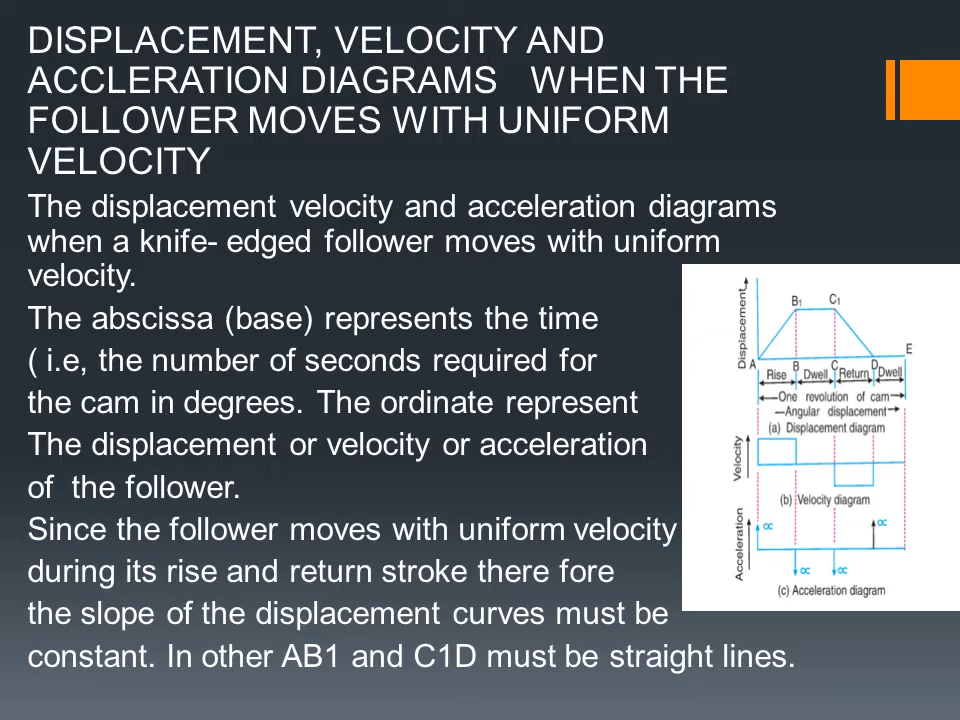 DISPLACEMENT, VELOCITY AND
ACCLERATION DIAGRAMS WHEN THE
FOLLOWER MOVES WITH UNIFORM
VELOCITY
The displacement velocity and acceleration diagrams
when a knife- edged follower moves with uniform
velocity.
The abscissa (base) represents the time
( i.e, the number of seconds required for
the cam in degrees. The ordinate represent
The displacement or velocity or acceleration
of the follower.
Since the follower moves with uniform velocity
during its rise and return stroke there fore
the slope of the displacement curves must be
constant. In other AB1 and C1D must be straight lines.
Displacement
B1 C1
A B C D E
Rise Dwell Return Dwell
One revolution of cam
Angular displacement
(a) Displacement diagram
Velocity
(b) Velocity diagram
Acceleration
∝ ∝
∝ ∝
(c) Acceleration diagram